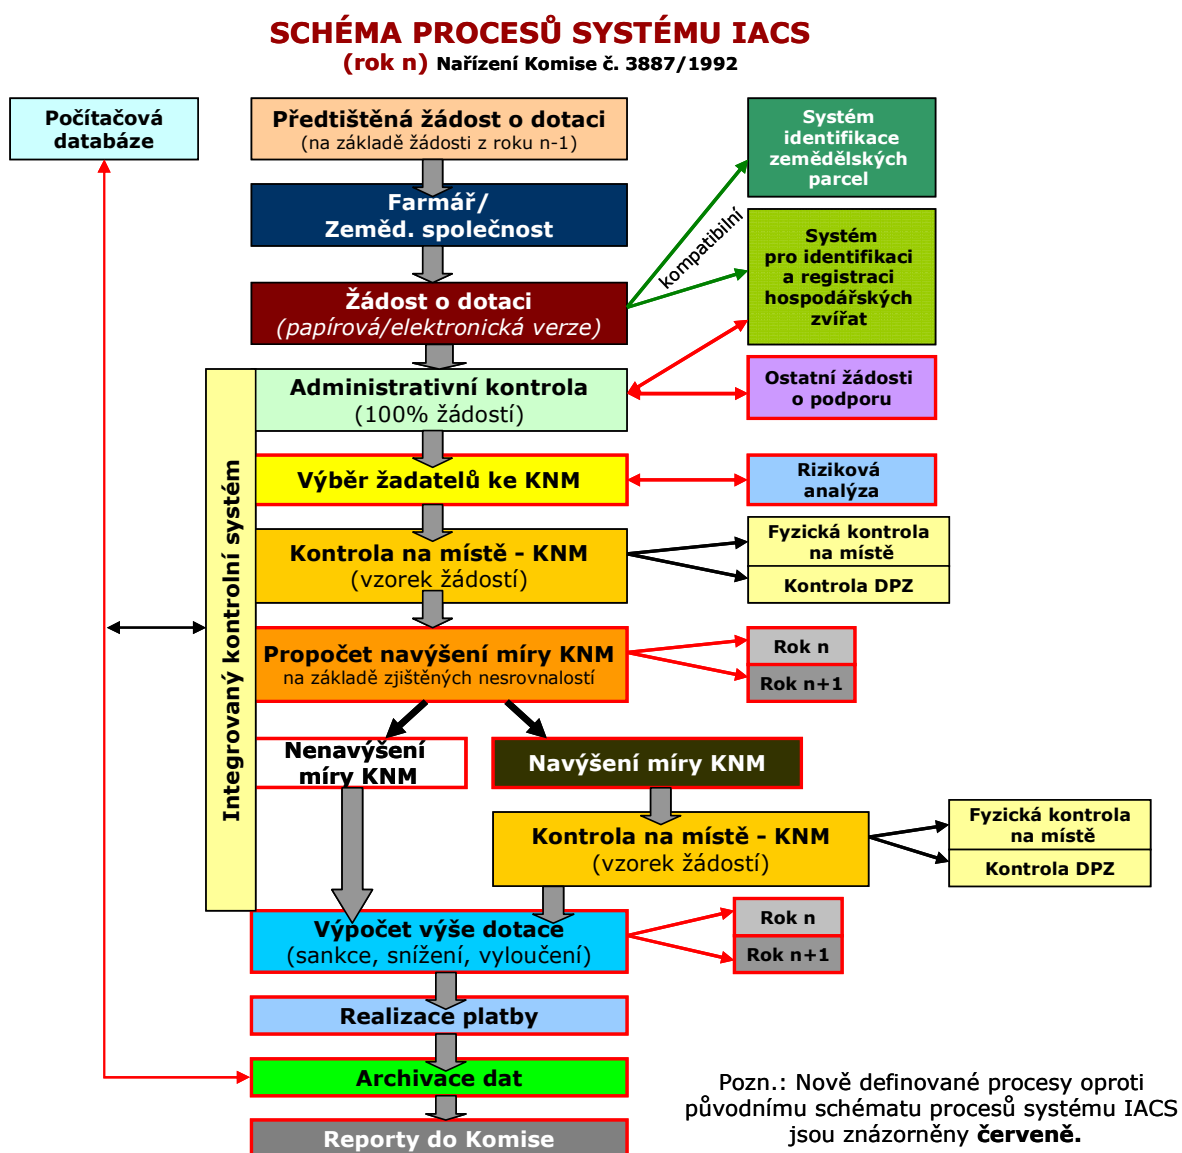 SCHÉMA PROCESŮ SYSTÉMU IACS
(rok n) Nařízení Komise č. 3887/1992
Počítačová
databáze
Předtištěná žádost o dotaci
(na základě žádosti z roku n-1)
Systém
identifikace
zemědělských
parcel
Farmář/
Zeměd. společnost
kompatibilní
Systém
pro identifikaci
a registraci
hospodářských
zvířat
Žádost o dotaci
(papírová/elektronická verze)
Administrativní kontrola
(100% žádostí)
Ostatní žádosti
o podporu
Integrovaný kontrolní systém
Výběr žadatelů ke KNM
Riziková
analýza
Kontrola na místě - KNM
(vzorek žádostí)
Fyzická kontrola
na místě
Kontrola DPZ
Propočet navýšení míry KNM
na základě zjištěných nesrovnalostí
Rok n
Rok n+1
Nenavýšení
míry KNM
Navýšení míry KNM
Kontrola na místě - KNM
(vzorek žádostí)
Fyzická kontrola
na místě
Kontrola DPZ
Výpočet výše dotace
(sankce, snížení, vyloučení)
Rok n
Rok n+1
Realizace platby
Archivace dat
Reporty do Komise
Pozn.: Nově definované procesy oproti
původnímu schématu procesů systému IACS
jsou znázorněny červeně.